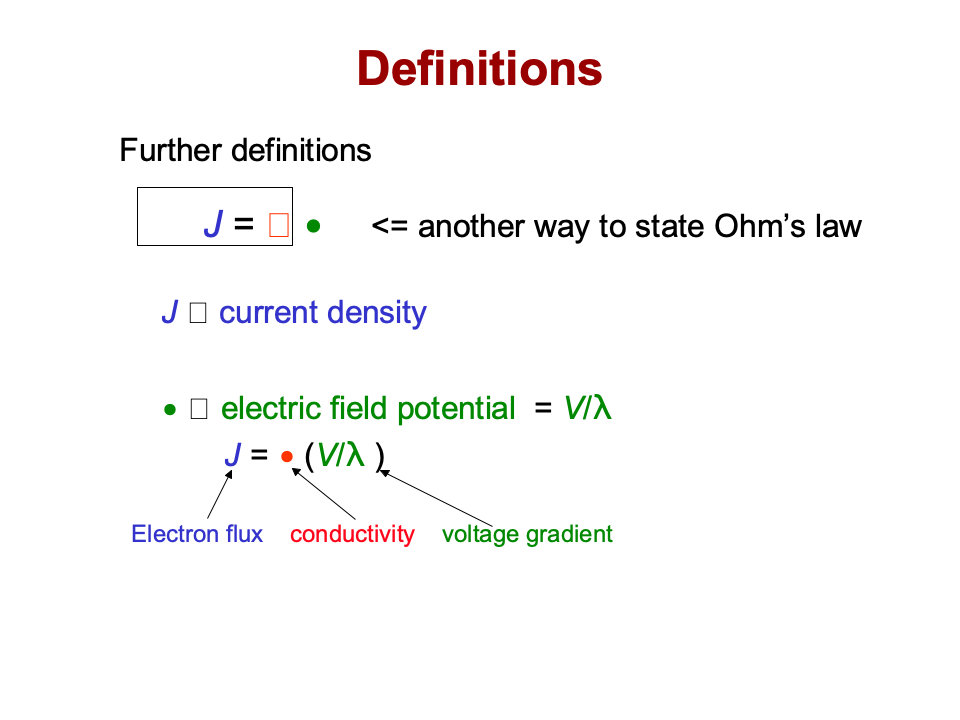 Definitions
Further definitions
J = □ • <= another way to state Ohm’s law
J □ current density
• □ electric field potential = V/λ
J = • (V/λ )
Electron flux conductivity voltage gradient